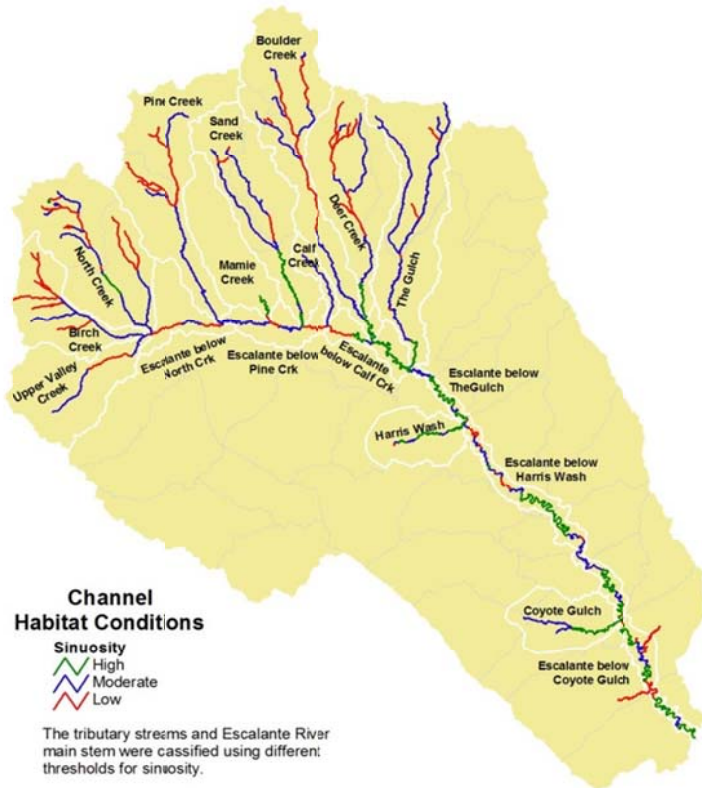 Boulder
Creek
Pine Creek
Sand
Creek
Deer Creek
North Creek
Mamie
Creek
Calf
Creek
The Gulch
Birch
Creek
Upper Valley
Creek
Escalante below
North Crk
Escalante below
Pine Crk
Escalante
below Calf Crk
Escalante below
TheGulch
Harris Wash
Escalante below
Harris Wash
Coyote Gulch
Escalante below
Coyote Gulch
Channel
Habitat Conditions
Sinuosity
High
Moderate
Low
The tributary streams and Escalante River
main stem were cassified using different
thresholds for sinuosity.